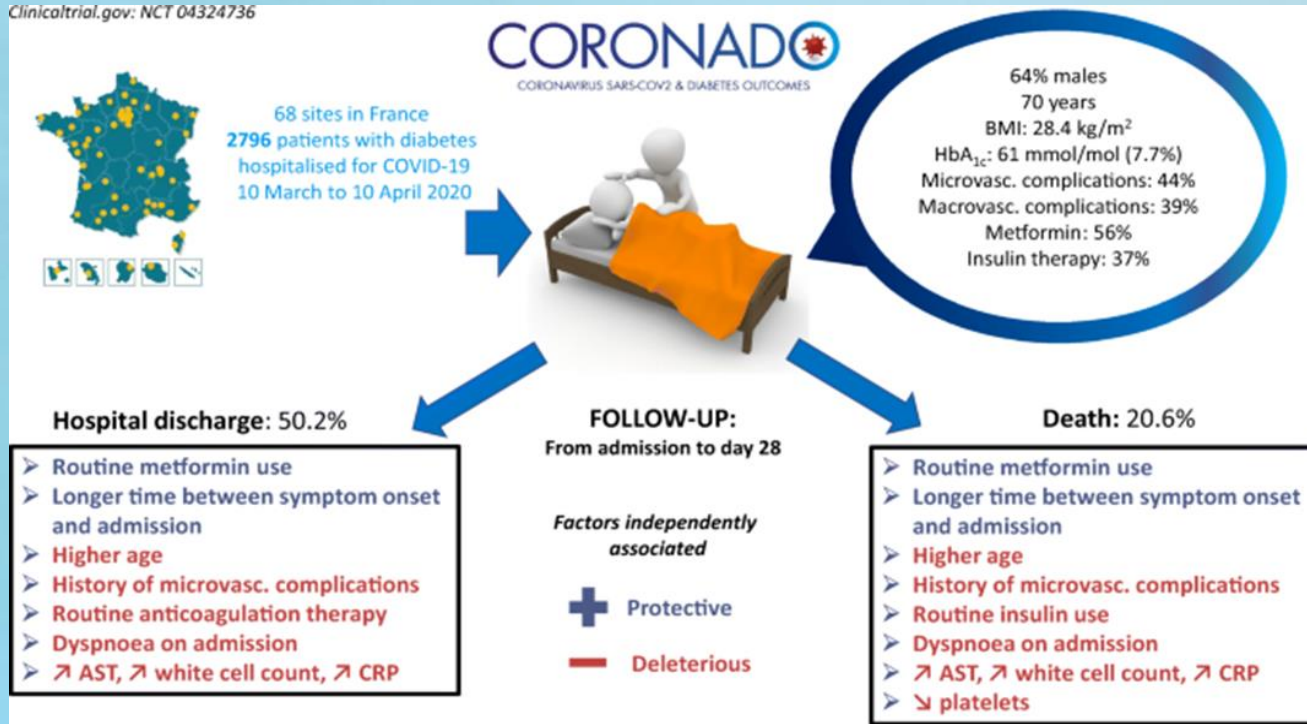 Clinicaltrial.gov: NCT 04324736
CORONADO
CORONAVIRUS SARS-COV2 & DIABETES OUTCOMES
68 sites in France
2796 patients with diabetes
hospitalised for COVID-19
10 March to 10 April 2020
64% males
70 years
BMI: 28.4 kg/m²
HbA₁c: 61 mmol/mol (7.7%)
Microvasc. complications: 44%
Macrovasc. complications: 39%
Metformin: 56%
Insulin therapy: 37%
Hospital discharge: 50.2%
➢ Routine metformin use
➢ Longer time between symptom onset
and admission
➢ Higher age
➢ History of microvasc. complications
➢ Routine anticoagulation therapy
➢ Dyspnoea on admission
➢ ↗ AST, ↗ white cell count, ↗ CRP
FOLLOW-UP:
From admission to day 28
Factors independently
associated
Protective
Deleterious
Death: 20.6%
➢ Routine metformin use
➢ Longer time between symptom onset
and admission
➢ Higher age
➢ History of microvasc. complications
➢ Routine insulin use
➢ Dyspnoea on admission
➢ ↗ AST, ↗ white cell count, ↗ CRP
➢ ↘ platelets